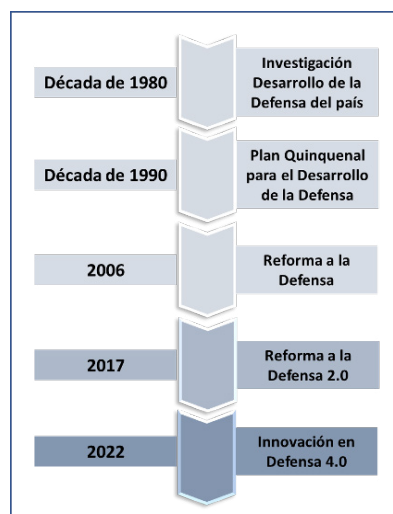 Década de 1980
Investigación
Desarrollo de la
Defensa del país
Década de 1990
Plan Quinquenal
para el Desarrollo
de la Defensa
2006
Reforma a la
Defensa
2017
Reforma a la
Defensa 2.0
2022
Innovación en
Defensa 4.0